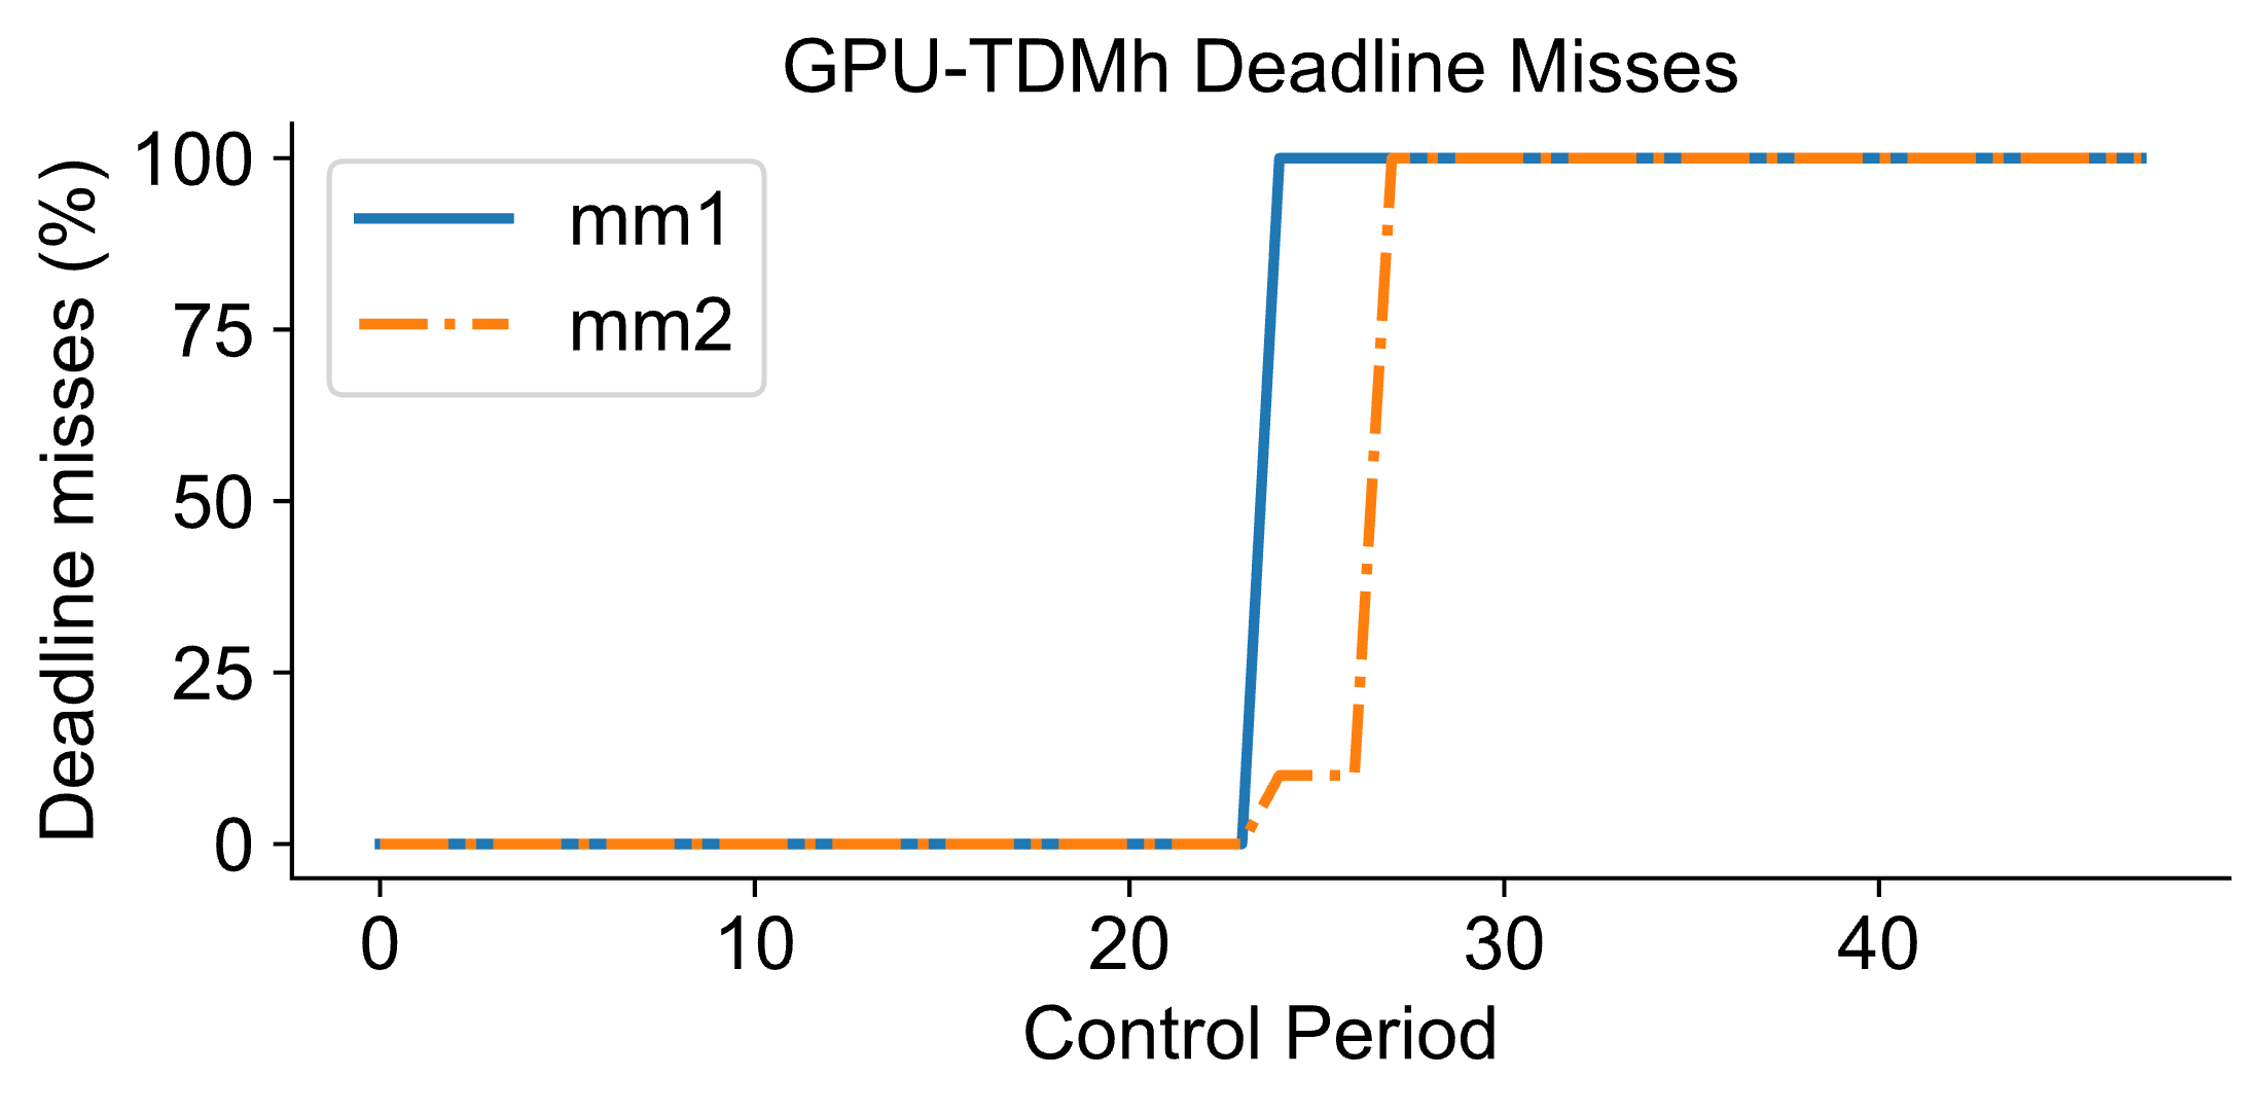 GPU-TDMh Deadline Misses
Deadline misses (%)
100
75
50
25
0
mm1
mm2
0 10 20 30 40
Control Period